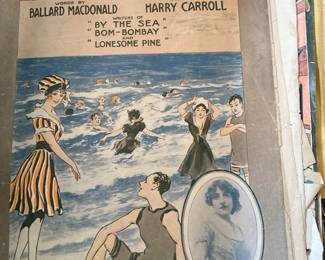 WORDS BY
BALLARD MACDONALD HARRY CARROLL
WRITERS OF
"BY THE SEA"
"BOM-BOMBAY"
AND
"LONESOME PINE"